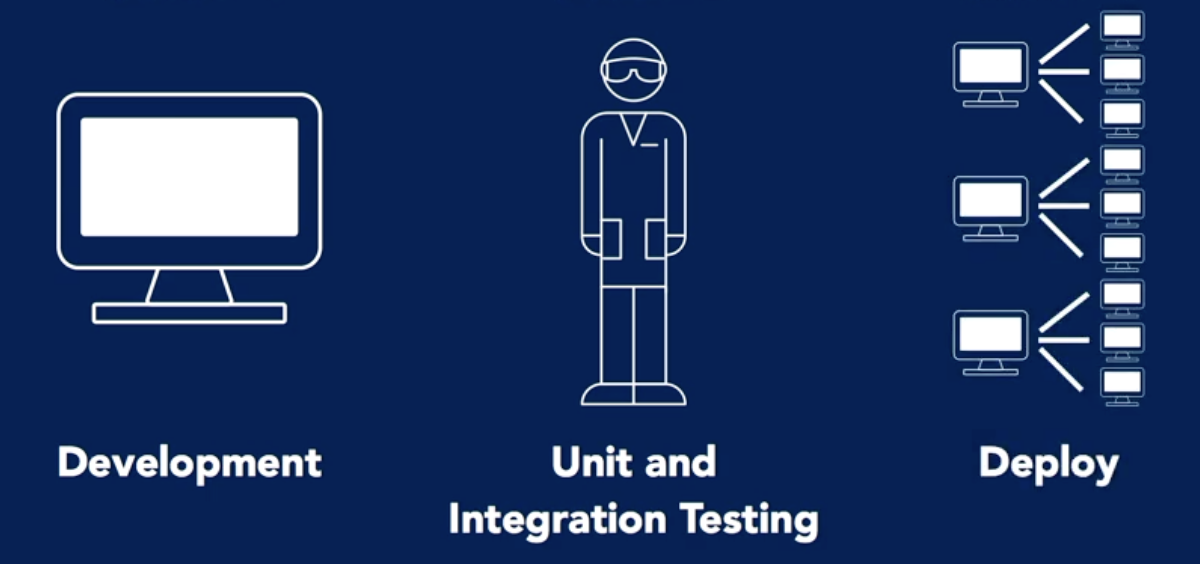 Development
Unit and
Integration Testing
Deploy